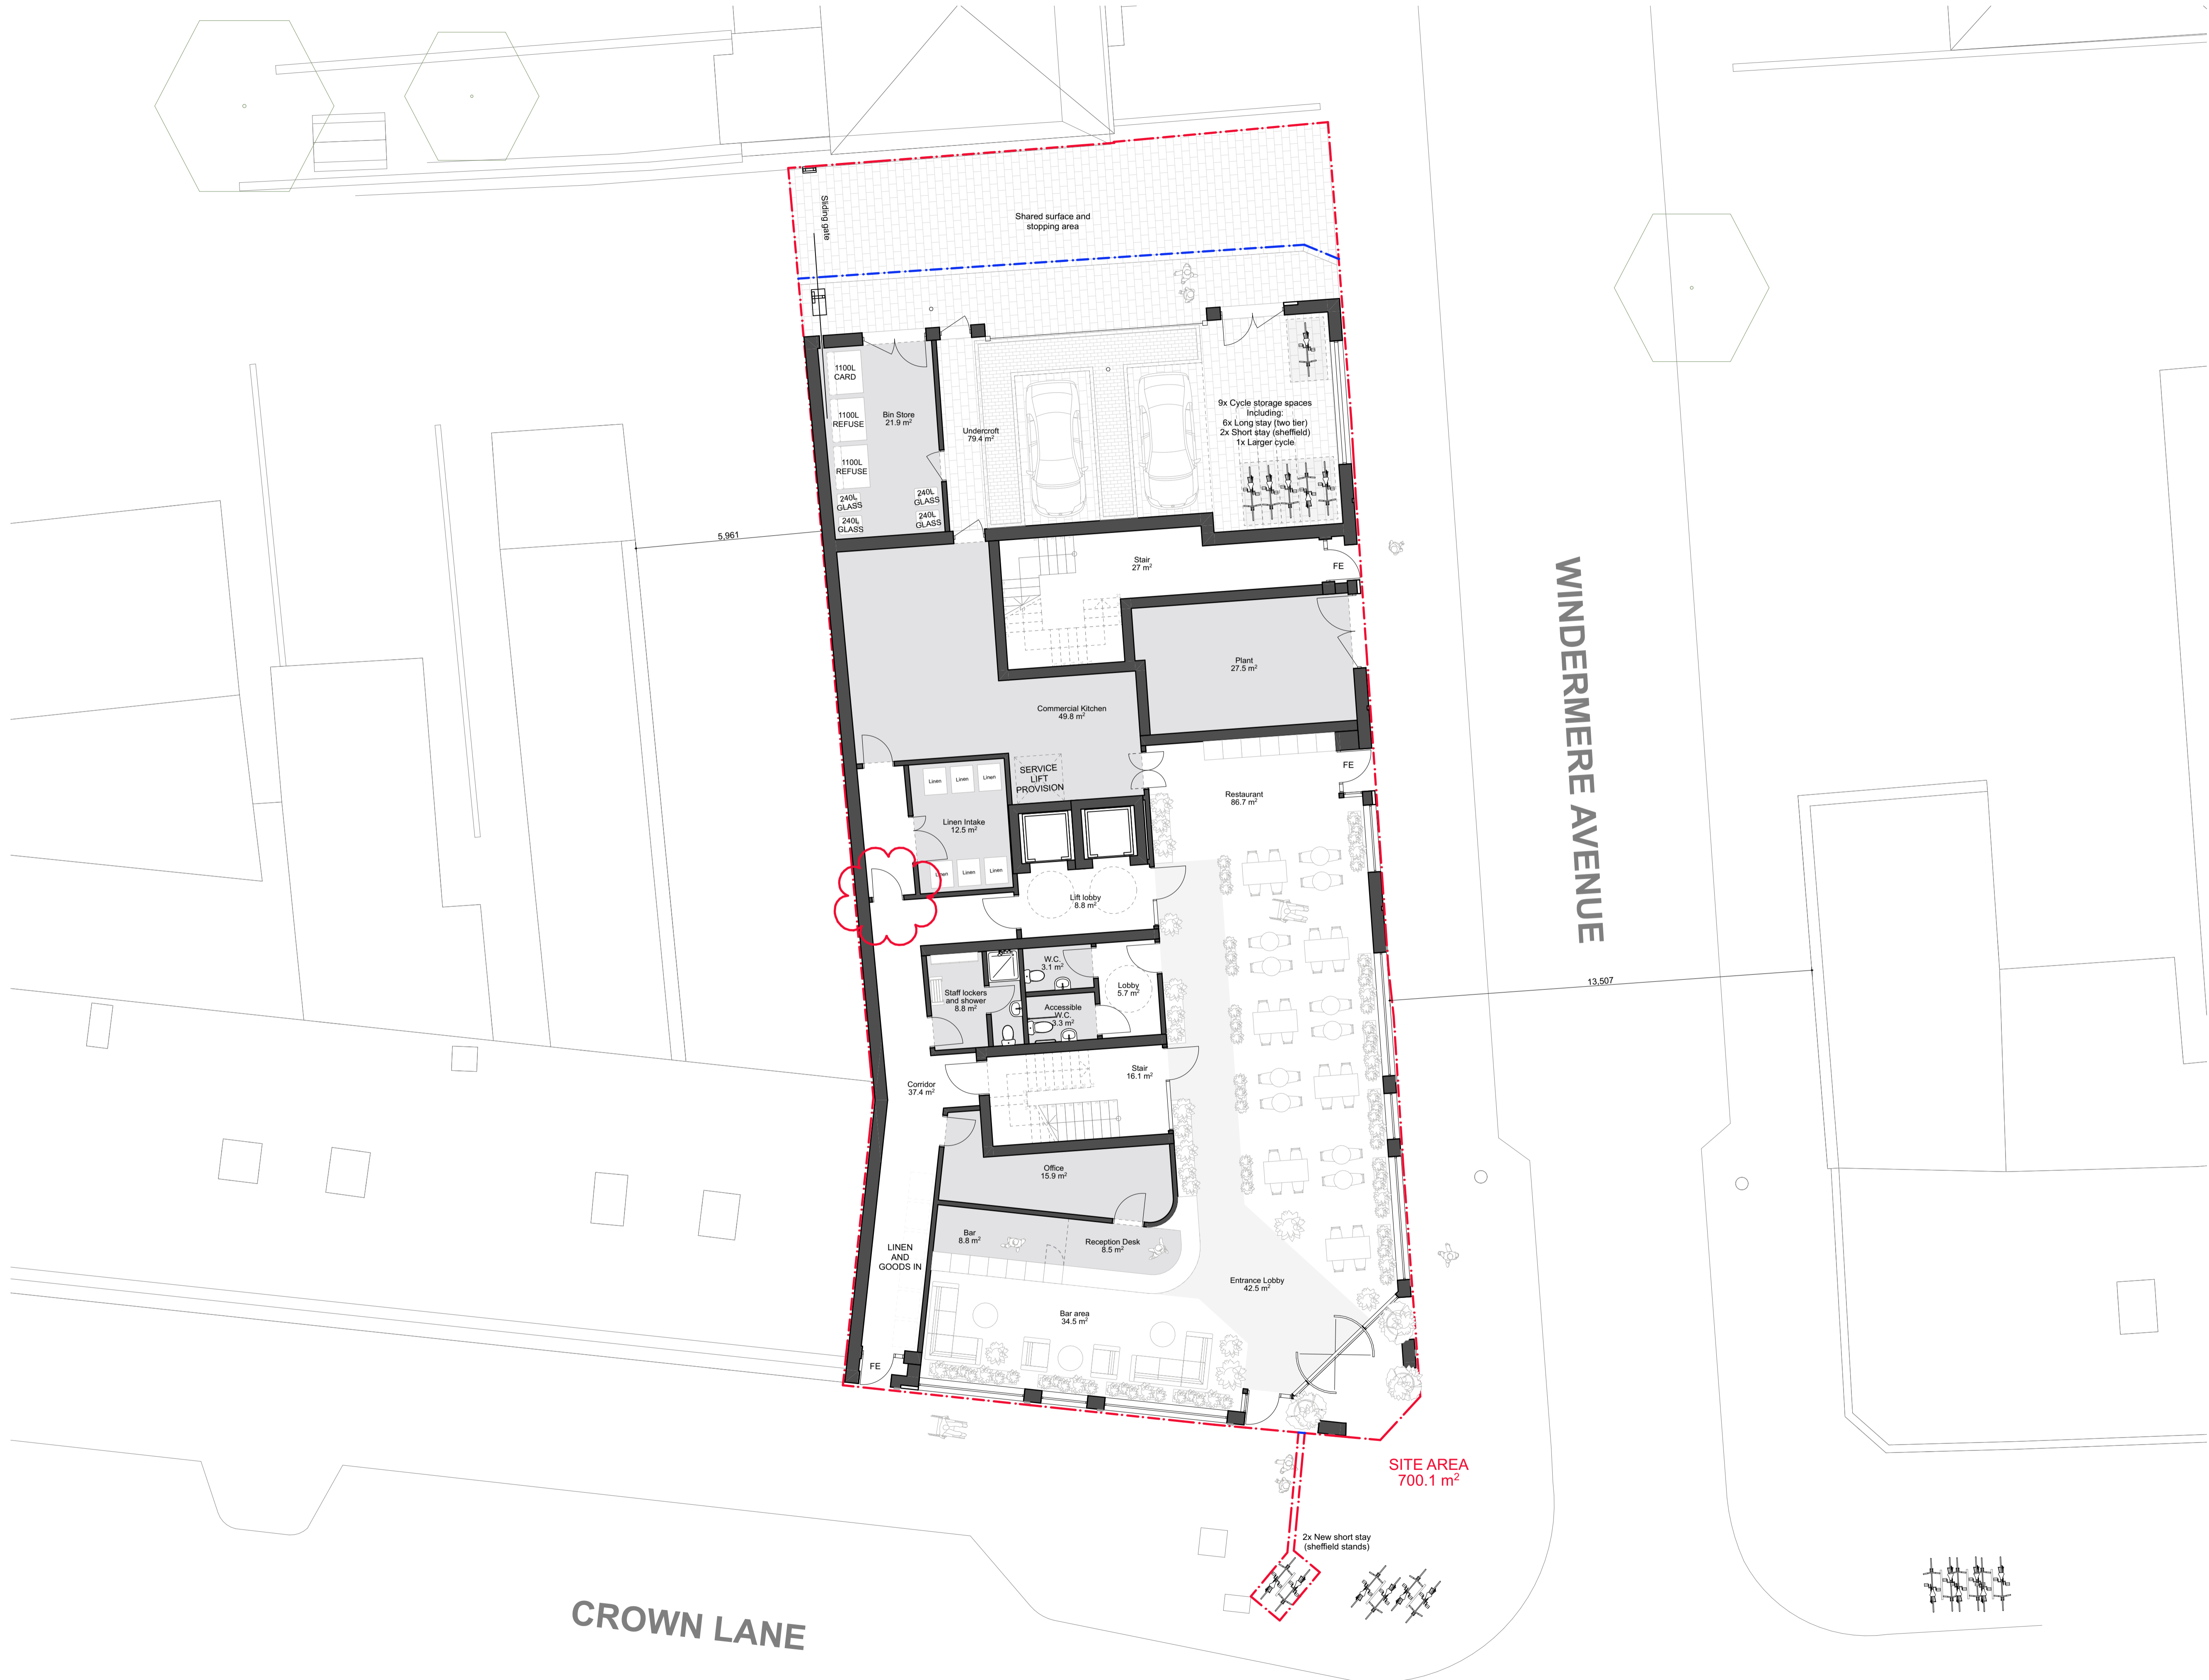 Sliding gate
Shared surface and
stopping area
1100L
CARD
1100L
REFUSE
1100L
REFUSE
240L
GLASS
240L
GLASS
240L
GLASS
240L
GLASS
Bin Store
21.9 m²
Undercroft
79.4 m²
9x Cycle storage spaces
Including:
6x Long stay (two tier)
2x Short stay (sheffield)
1x Larger cycle
5,961
Stair
27 m²
FE
Plant
27.5 m²
WINDERMERE AVENUE
Commercial Kitchen
49.8 m²
SERVICE
LIFT
PROVISION
FE
Linen
Linen
Linen
Linen Intake
12.5 m²
Linen
Linen
Linen
Restaurant
86.7 m²
Lift lobby
8.8 m²
W.C.
3.1 m²
Lobby
5.7 m²
Staff lockers
and shower
8.8 m²
Accessible
W.C.
3.3 m²
13,507
Stair
16.1 m²
Corridor
37.4 m²
Office
15.9 m²
Bar
8.8 m²
Reception Desk
8.5 m²
LINEN
AND
GOODS IN
Entrance Lobby
42.5 m²
Bar area
34.5 m²
FE
SITE AREA
700.1 m²
2x New short stay
(sheffield stands)
CROWN LANE